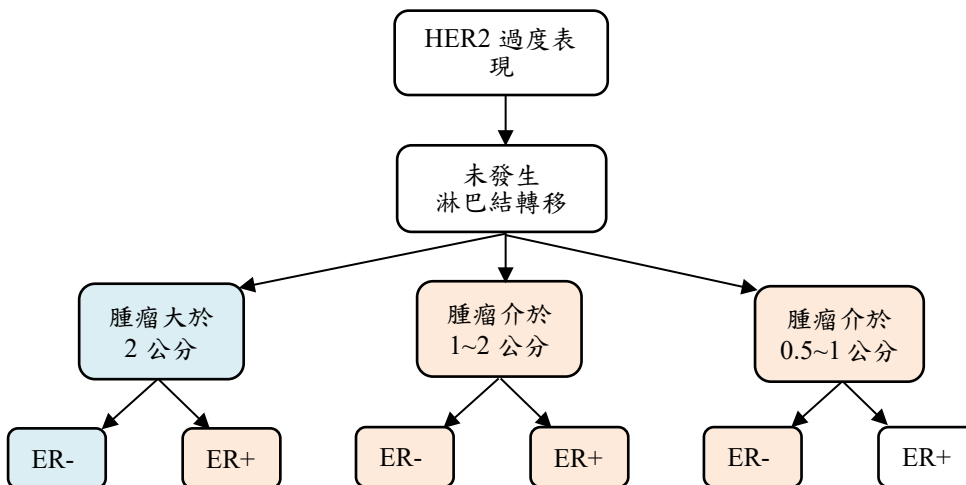 HER2 過度表
現
未發生
淋巴結轉移
腫瘤大於
2 公分
腫瘤介於
1~2 公分
腫瘤介於
0.5~1 公分
ER-
ER+
ER-
ER+
ER-
ER+